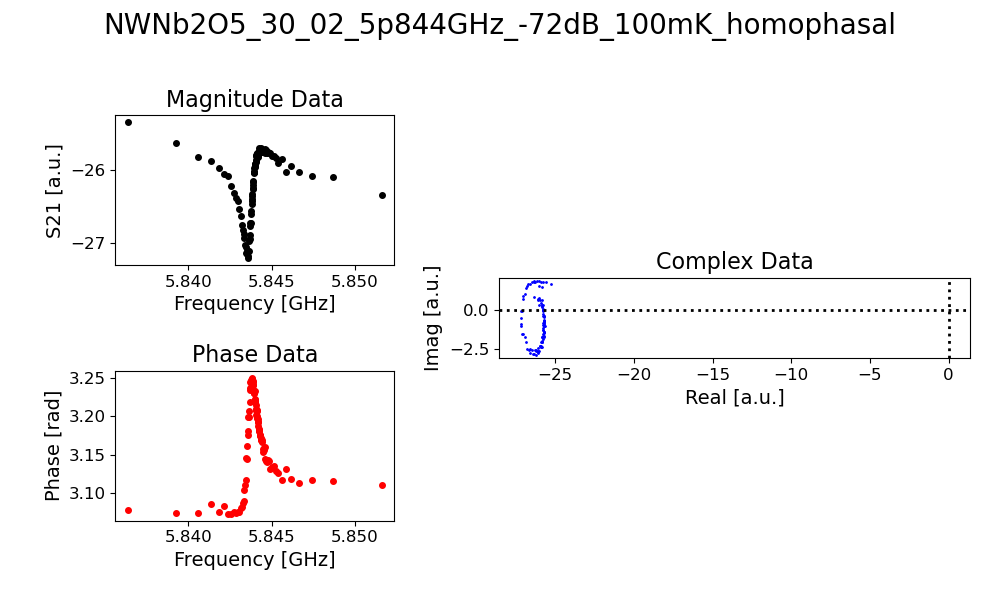 NWNb2O5_30_02_5p844GHz_-72dB_100mK_homophasal
Magnitude Data
S21 [a.u.]
−26
−27
5.840 5.845 5.850
Frequency [GHz]
Phase Data
Phase [rad]
3.25
3.20
3.15
3.10
5.840 5.845 5.850
Frequency [GHz]
Complex Data
Imag [a.u.]
0.0
−2.5
−25 −20 −15 −10 −5 0
Real [a.u.]